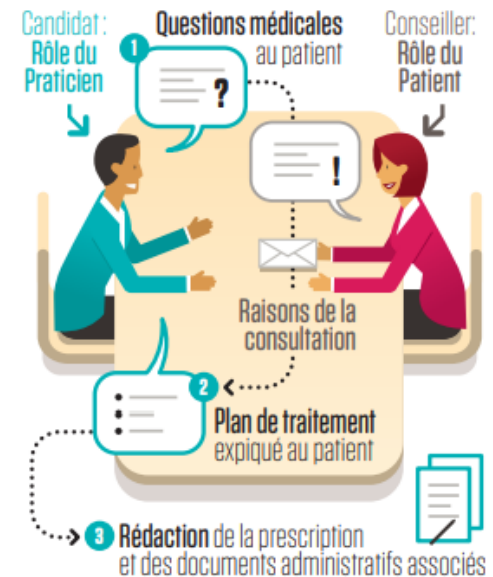 Candidat:
Rôle du
Praticien
1
Questions médicales
au patient
Conseiller:
Rôle du
Patient
?
!
Raisons de la
consultation
2
Plan de traitement
expiqué au patient
3 Rédaction de la prescription
et des documents administratifs associés